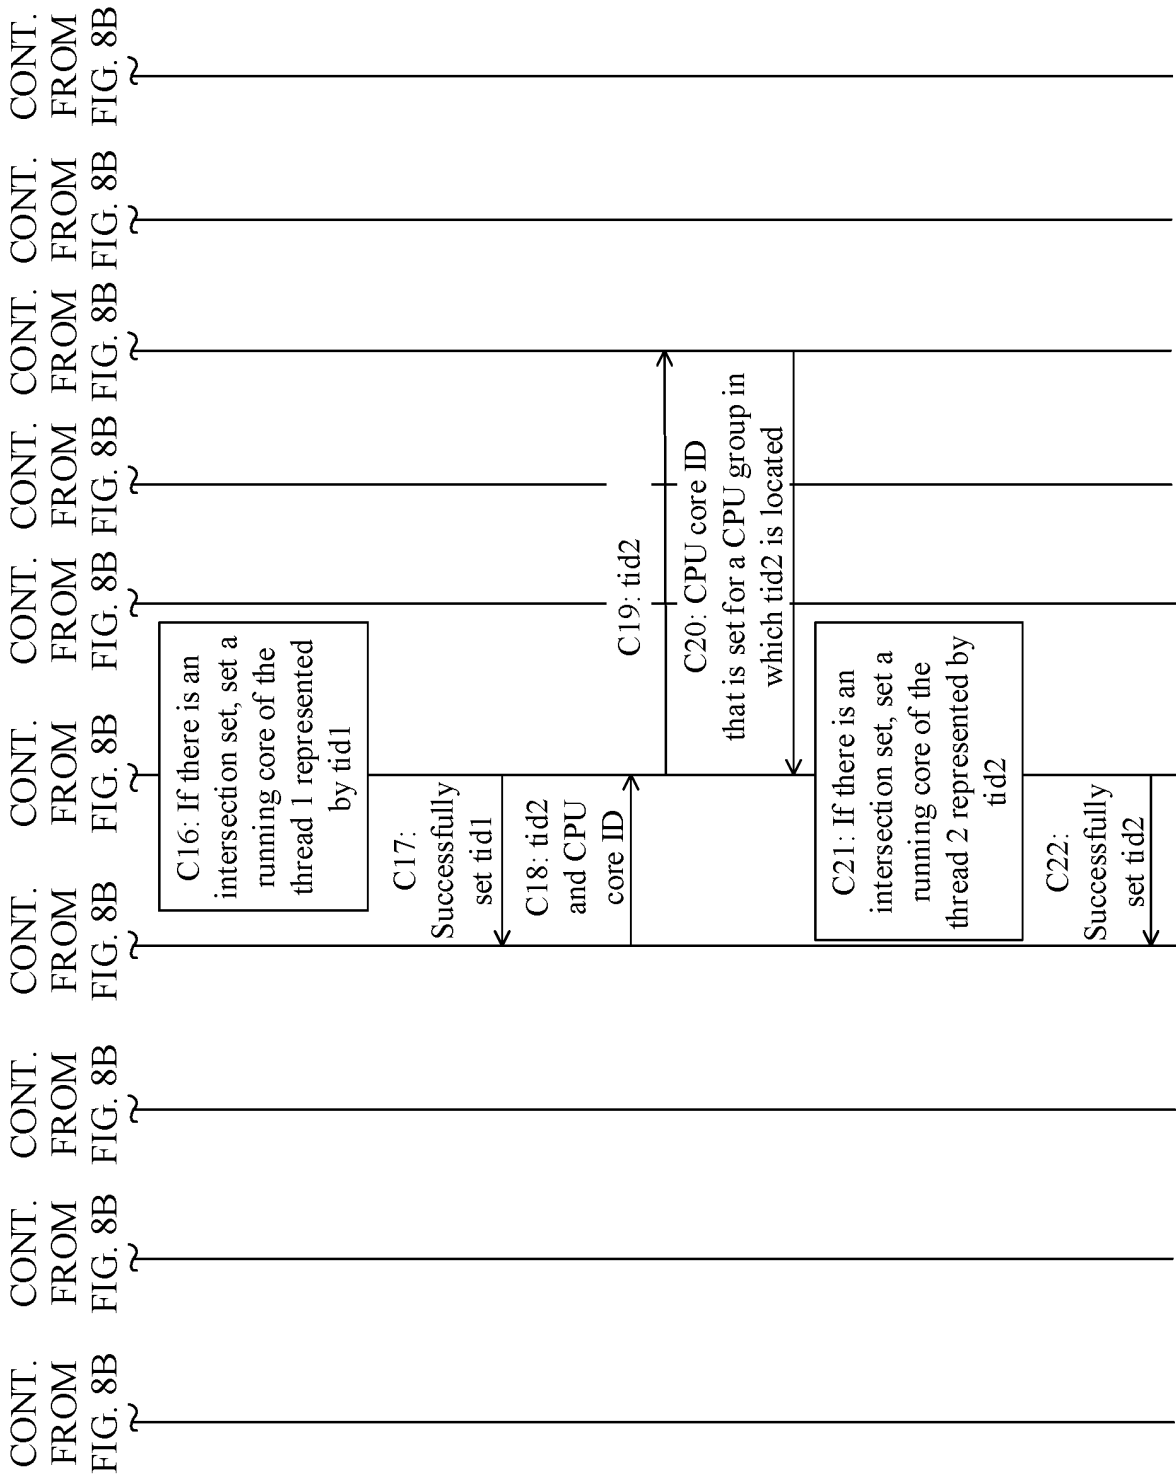 CONT.
FROM
FIG. 8B
CONT.
FROM
FIG. 8B
CONT.
FROM
FIG. 8B
CONT.
FROM
FIG. 8B
CONT.
FROM
FIG. 8B
CONT.
FROM
FIG. 8B
CONT.
FROM
FIG. 8B
CONT.
FROM
FIG. 8B
CONT.
FROM
FIG. 8B
CONT.
FROM
FIG. 8B
C16: If there is an
intersection set, set a
running core of the
thread 1 represented
by tid1
C17:
Successfully
set tid1
C18: tid2
and CPU
core ID
C19: tid2
C20: CPU core ID
that is set for a CPU group in
which tid2 is located
C21: If there is an
intersection set, set a
running core of the
thread 2 represented by
tid2
C22:
Successfully
set tid2